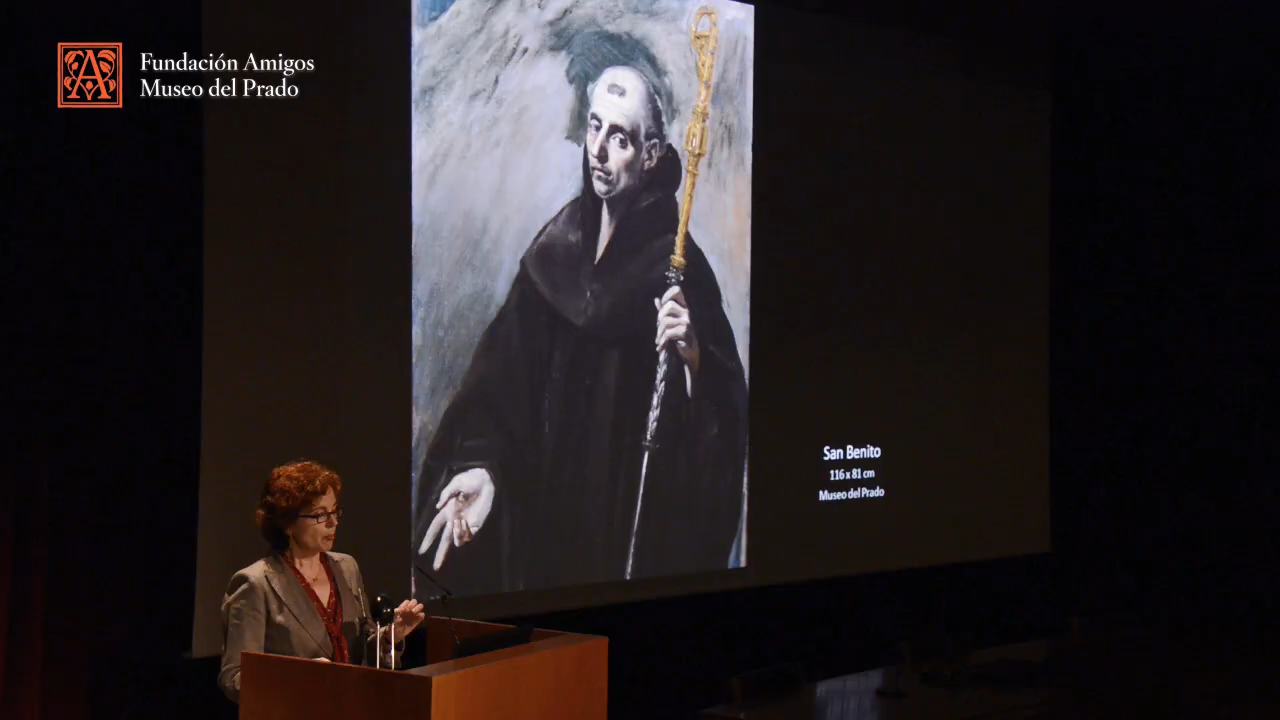 Fundación Amigos
Museo del Prado
San Benito
116 x 81 cm
Museo del Prado